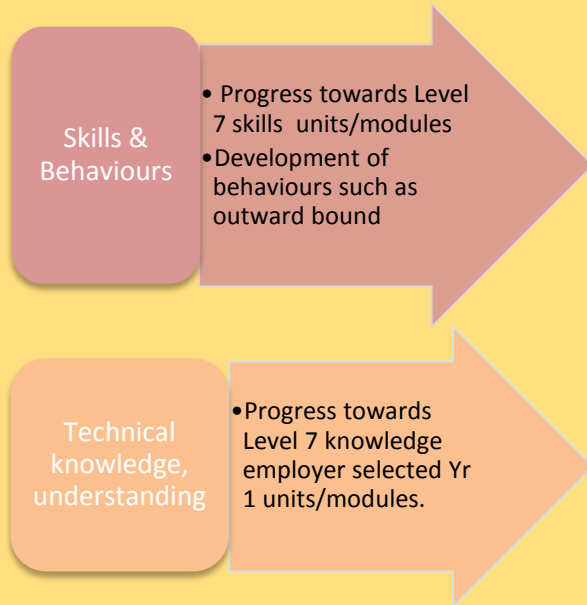 Skills &
Behaviours
• Progress towards Level
7 skills units/modules
•Development of
behaviours such as
outward bound
Technical
knowledge,
understanding
•Progress towards
Level 7 knowledge
employer selected Yr
1 units/modules.